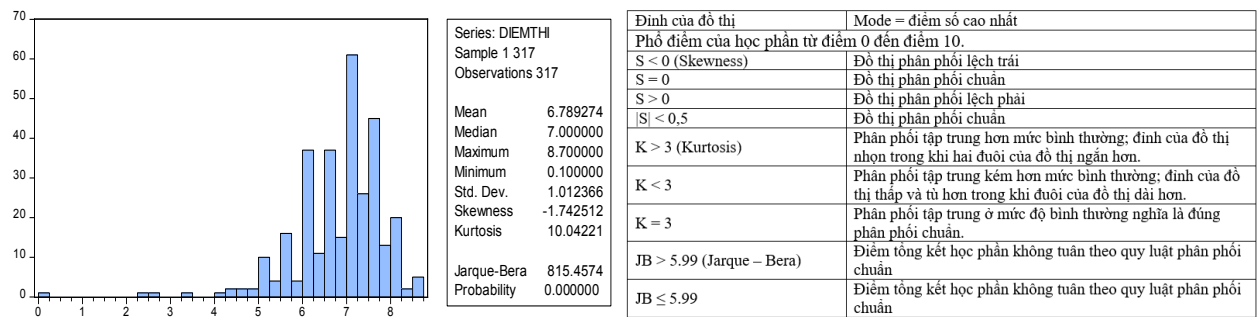 70
60
50
40
30
20
10
0
0 1 2 3 4 5 6 7 8
Series: DIEMTHI
Sample 1 317
Observations 317
Mean 6.789274
Median 7.000000
Maximum 8.700000
Minimum 0.100000
Std. Dev. 1.012366
Skewness -1.742512
Kurtosis 10.04221
Jarque-Bera 815.4574
Probability 0.000000
Đỉnh của đồ thị Mode = điểm số cao nhất
Phổ điểm của học phần từ điểm 0 đến điểm 10.
S < 0 (Skewness) Đồ thị phân phối lệch trái
S = 0 Đồ thị phân phối chuẩn
S > 0 Đồ thị phân phối lệch phải
|S| < 0,5 Đồ thị phân phối chuẩn
K > 3 (Kurtosis) Phân phối tập trung hơn mức bình thường; đỉnh của đồ thị
nhọn trong khi hai đuôi của đồ thị ngắn hơn.
K < 3 Phân phối tập trung kém hơn mức bình thường; đỉnh của đồ
thị thấp và tù hơn trong khi đuôi của đồ thị dài hơn.
K = 3 Phân phối tập trung ở mức độ bình thường nghĩa là đúng
phân phối chuẩn.
JB > 5.99 (Jarque – Bera) Điểm tổng kết học phần không tuân theo quy luật phân phối
chuẩn
JB ≤ 5.99 Điểm tổng kết học phần không tuân theo quy luật phân phối
chuẩn